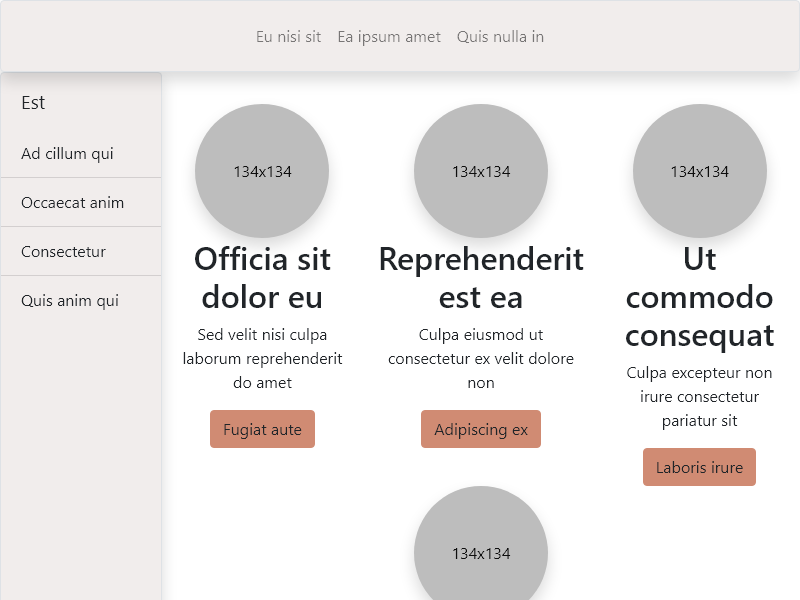 Eu nisi sit Ea ipsum amet Quis nulla in
Est
Ad cillum qui
Occaecat anim
Consectetur
Quis anim qui
134x134
Officia sit
dolor eu
Sed velit nisi culpa
laborum reprehenderit
do amet
Fugiat aute
134x134
Reprehenderit
est ea
Culpa eiusmod ut
consectetur ex velit dolore
non
Adipiscing ex
134x134
Ut
commodo
consequat
Culpa excepteur non
irure consectetur
pariatur sit
Laboris irure
134x134